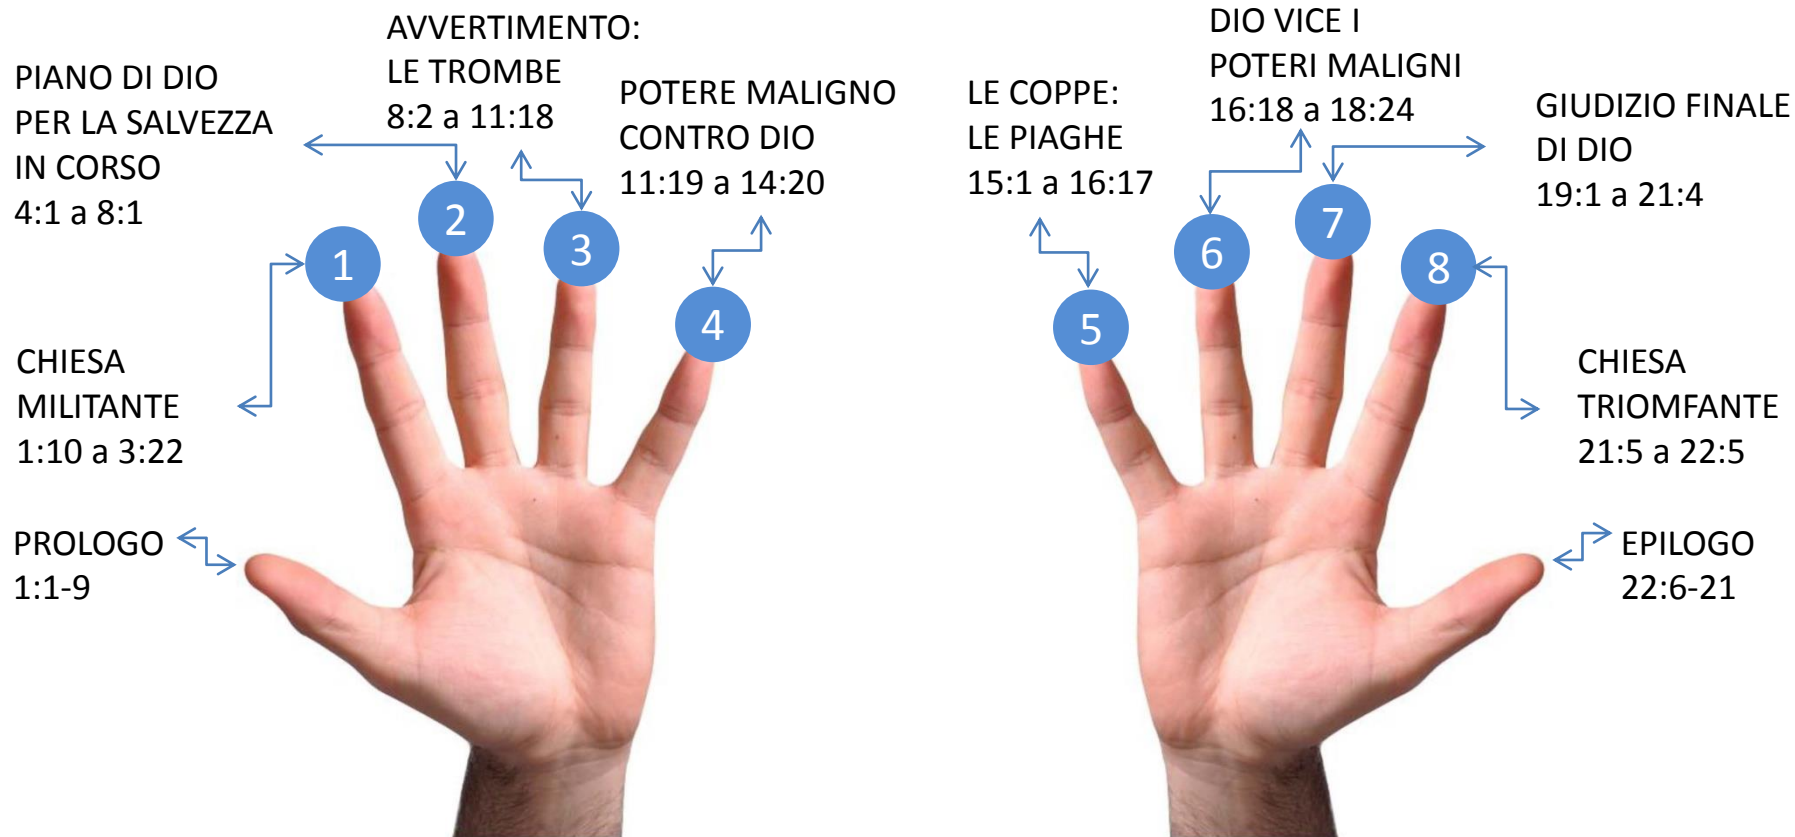 PROLOGO
1:1-9
CHIESA
MILITANTE
1:10 a 3:22
1
PIANO DI DIO
PER LA SALVEZZA
IN CORSO
4:1 a 8:1
2
AVVERTIMENTO:
LE TROMBE
8:2 a 11:18
3
POTERE MALIGNO
CONTRO DIO
11:19 a 14:20
4
LE COPPE:
LE PIAGHE
15:1 a 16:17
5
DIO VICE I
POTERI MALIGNI
16:18 a 18:24
6
GIUDIZIO FINALE
DI DIO
19:1 a 21:4
7
CHIESA
TRIOMFANTE
21:5 a 22:5
8
EPILOGO
22:6-21